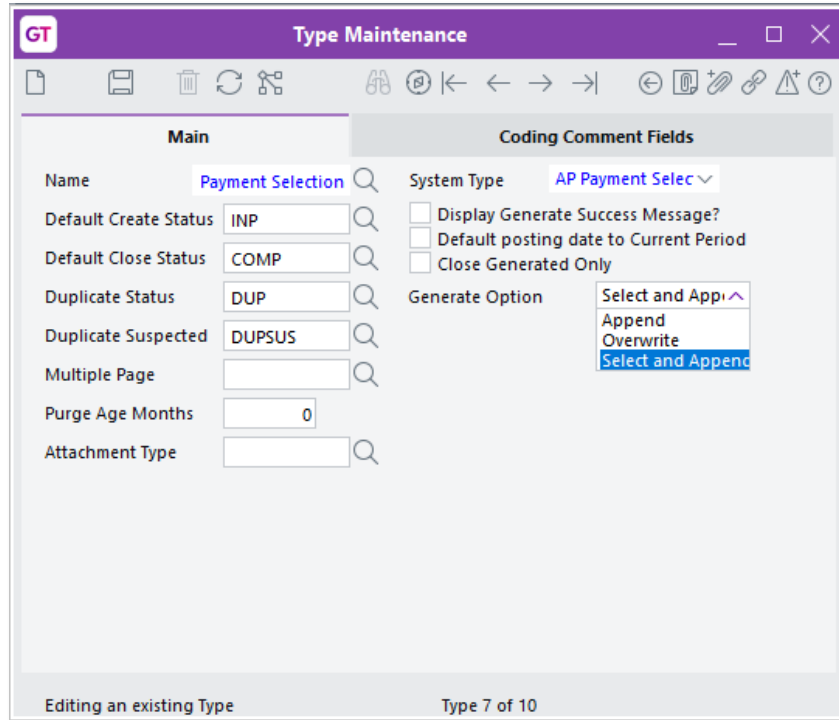 GT
Type Maintenance
Main
Coding Comment Fields
Name
Payment Selection
System Type
AP Payment Selec
Default Create Status
INP
Display Generate Success Message?
Default posting date to Current Period
Default Close Status
COMP
Close Generated Only
Duplicate Status
DUP
Generate Option
Select and App
Append
Overwrite
Select and Append
Duplicate Suspected
DUPSUS
Multiple Page
Purge Age Months
0
Attachment Type
Editing an existing Type
Type 7 of 10